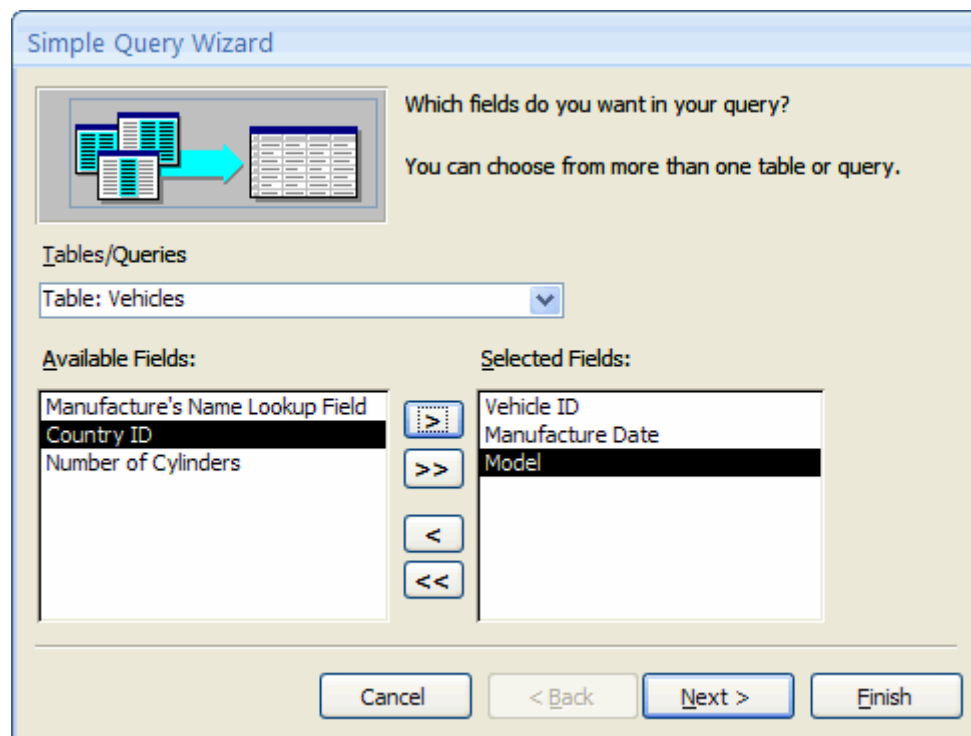 Simple Query Wizard
Which fields do you want in your query?
You can choose from more than one table or query.
Tables/Queries
Table: Vehicles
Available Fields:
Selected Fields:
Manufacture's Name Lookup Field
Country ID
Number of Cylinders
>
>>
<
<<
Vehicle ID
Manufacture Date
Model
Cancel
< Back
Next >
Finish